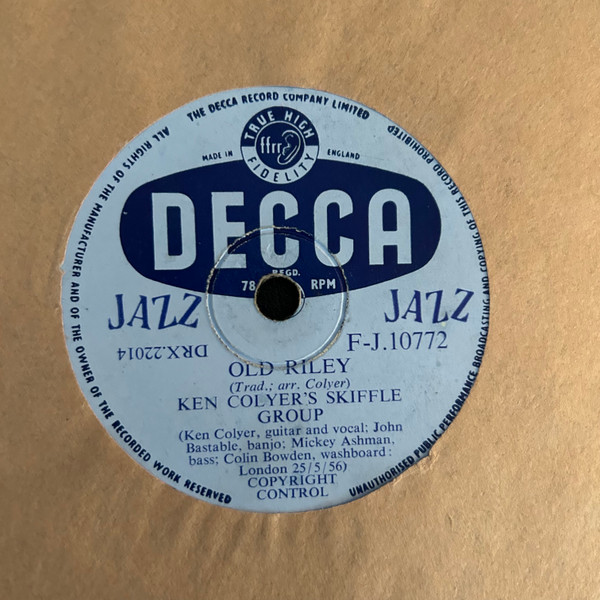 THE DECCA RECORD COMPANY LIMITED
ALL RIGHTS OF THE MANUFACTURER AND OF THE OWNER OF THE RECORDED WORK RESERVED
UNAUTHORISED PUBLIC PERFORMANCE BROADCASTING AND COPYING OF THIS RECORD PROHIBITED
TRUE HIGH
ffrr
FIDELITY
MADE IN ENGLAND
DECCA
REGD.
78 RPM
JAZZ JAZZ
DRX.22014 F-J.10772
OLD RILEY
(Trad.; arr. Colyer)
KEN COLYER'S SKIFFLE
GROUP
(Ken Colyer, guitar and vocal; John
Bastable, banjo; Mickey Ashman,
bass; Colin Bowden, washboard:
London 25/5/56)
COPYRIGHT
CONTROL